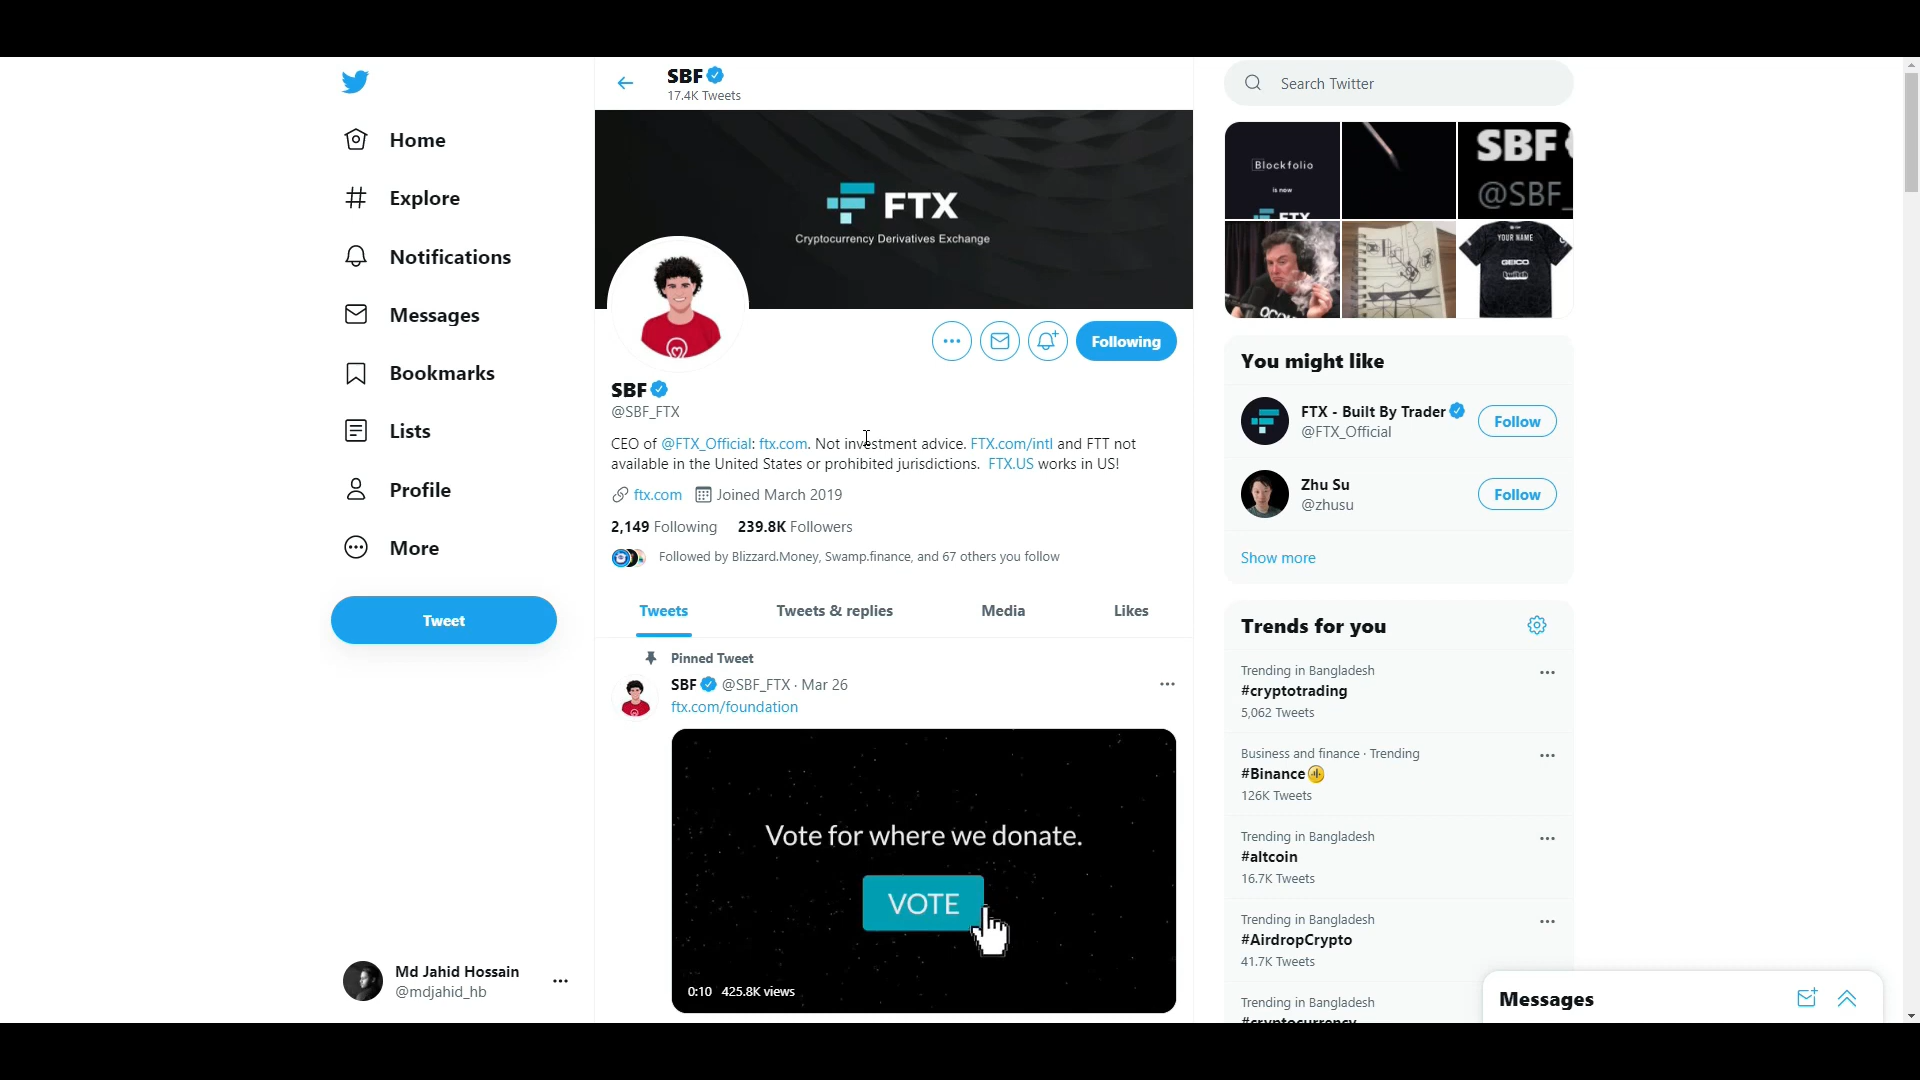 Home
Explore
Notifications
Messages
Bookmarks
Lists
Profile
More
Tweet
Md Jahid Hossain
@mdjahid_hb
SBF
17.4K Tweets
FTX
Cryptocurrency Derivatives Exchange
Following
SBF
@SBF_FTX
CEO of @FTX_Official: ftx.com. Not investment advice. FTX.com/intl and FTT not
available in the United States or prohibited jurisdictions. FTX.US works in US!
ftx.com Joined March 2019
2,149 Following 239.8K Followers
Followed by Blizzard.Money, Swamp.finance, and 67 others you follow
Tweets Tweets & replies Media Likes
Pinned Tweet
SBF @SBF_FTX · Mar 26
ftx.com/foundation
Vote for where we donate.
VOTE
0:10 425.8K views
Search Twitter
Blockfolio
is now
FTX
SBF
@SBF_
YOUR NAME
GEICO
twitch
You might like
FTX - Built By Trader
@FTX_Official
Follow
Zhu Su
@zhusu
Follow
Show more
Trends for you
Trending in Bangladesh
#cryptotrading
5,062 Tweets
Business and finance · Trending
#Binance
126K Tweets
Trending in Bangladesh
#altcoin
16.7K Tweets
Trending in Bangladesh
#AirdropCrypto
41.7K Tweets
Trending in Bangladesh
#cryptocurrency
Messages